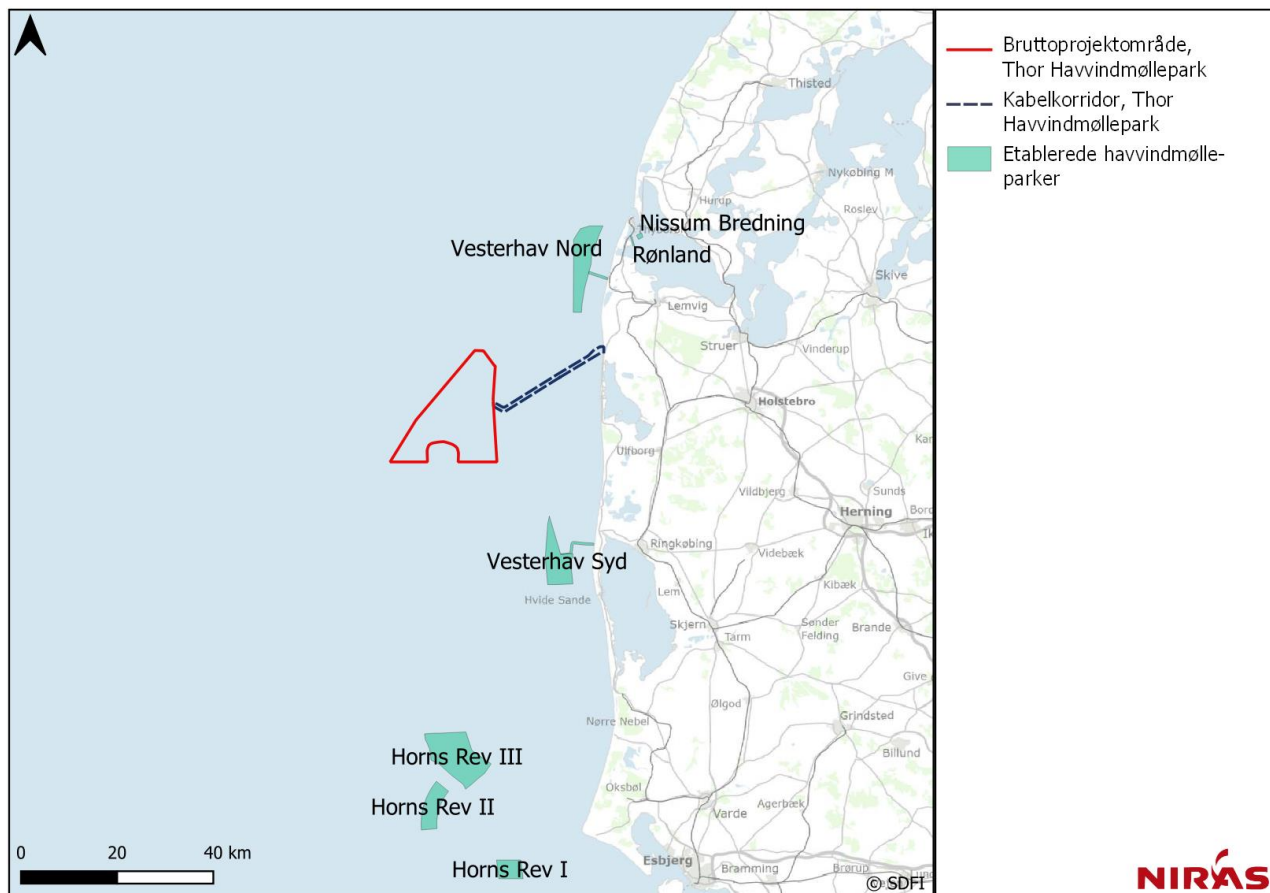 Bruttoprojektområde,
Thor Havvindmøllepark
Kabelkorridor, Thor
Havvindmøllepark
Etablerede havvindmølle-
parker
Thisted
Nykøbing M
Hurup
Roslev
Nissum Bredning
Vesterhav Nord
Rønland
Skive
Lemvig
Struer
Vinderup
Holstebro
Ulfborg
Vildbjerg
Sunds
Herning
Ringkøbing
Videbæk
Vesterhav Syd
Kibæk
Hvide Sande
Lem
Skjern
Sønder
Felding
Brande
Tarm
Give
Ølgod
Nørre Nebel
Grindsted
Billund
Horns Rev III
Oksbøl
Horns Rev II
Varde
Agerbæk
0 20 40 km
Horns Rev I
Esbjerg
Bramming
Brørup
© SDFI
NIRAS